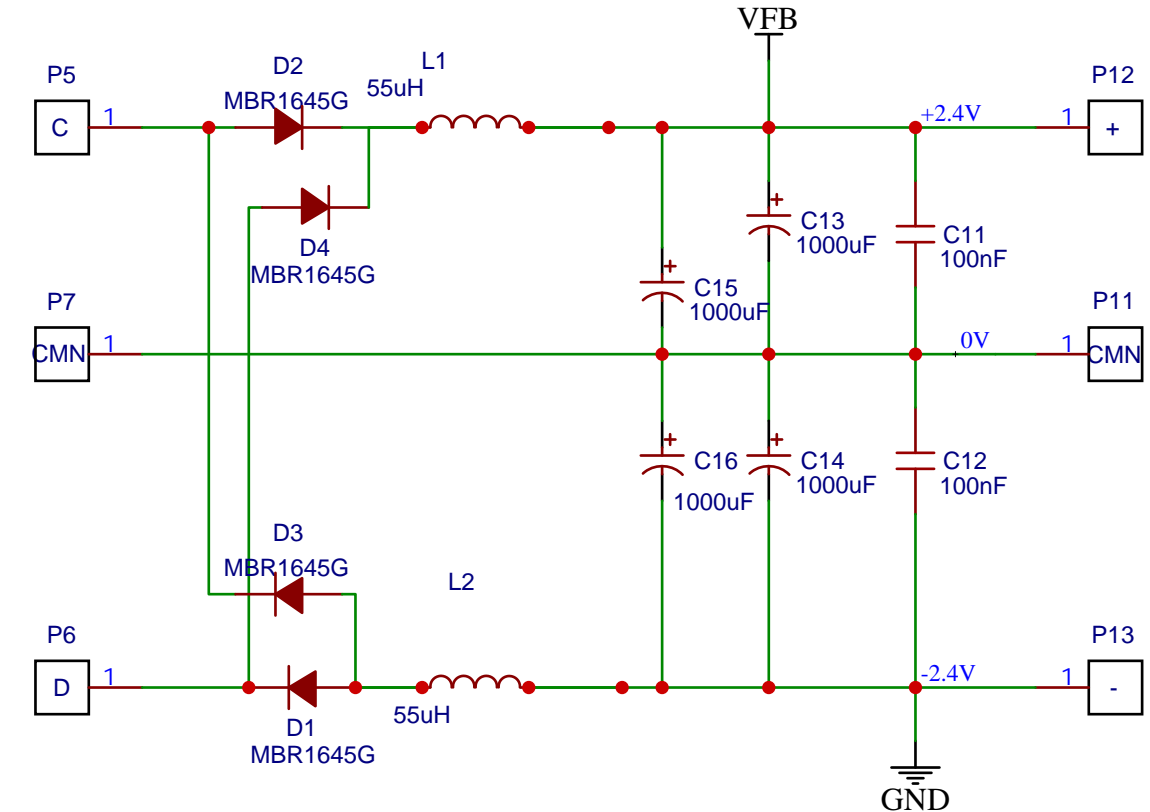 VFB
P5
C
1
D2
MBR1645G
L1
55uH
+2.4V
1
P12
+
D4
MBR1645G
+
C13
1000uF
C11
100nF
+
C15
1000uF
P7
CMN
1
0V
1
P11
CMN
+
C16
1000uF
+
C14
1000uF
C12
100nF
D3
MBR1645G
L2
55uH
P6
D
1
D1
MBR1645G
-2.4V
1
P13
-
GND